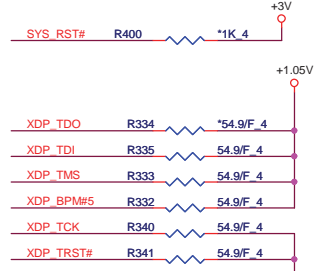 +3V
SYS_RST# R400 *1K_4
+1.05V
XDP_TDO R334 *54.9/F_4
XDP_TDI R335 54.9/F_4
XDP_TMS R333 54.9/F_4
XDP_BPM#5 R332 54.9/F_4
XDP_TCK R340 54.9/F_4
XDP_TRST# R341 54.9/F_4